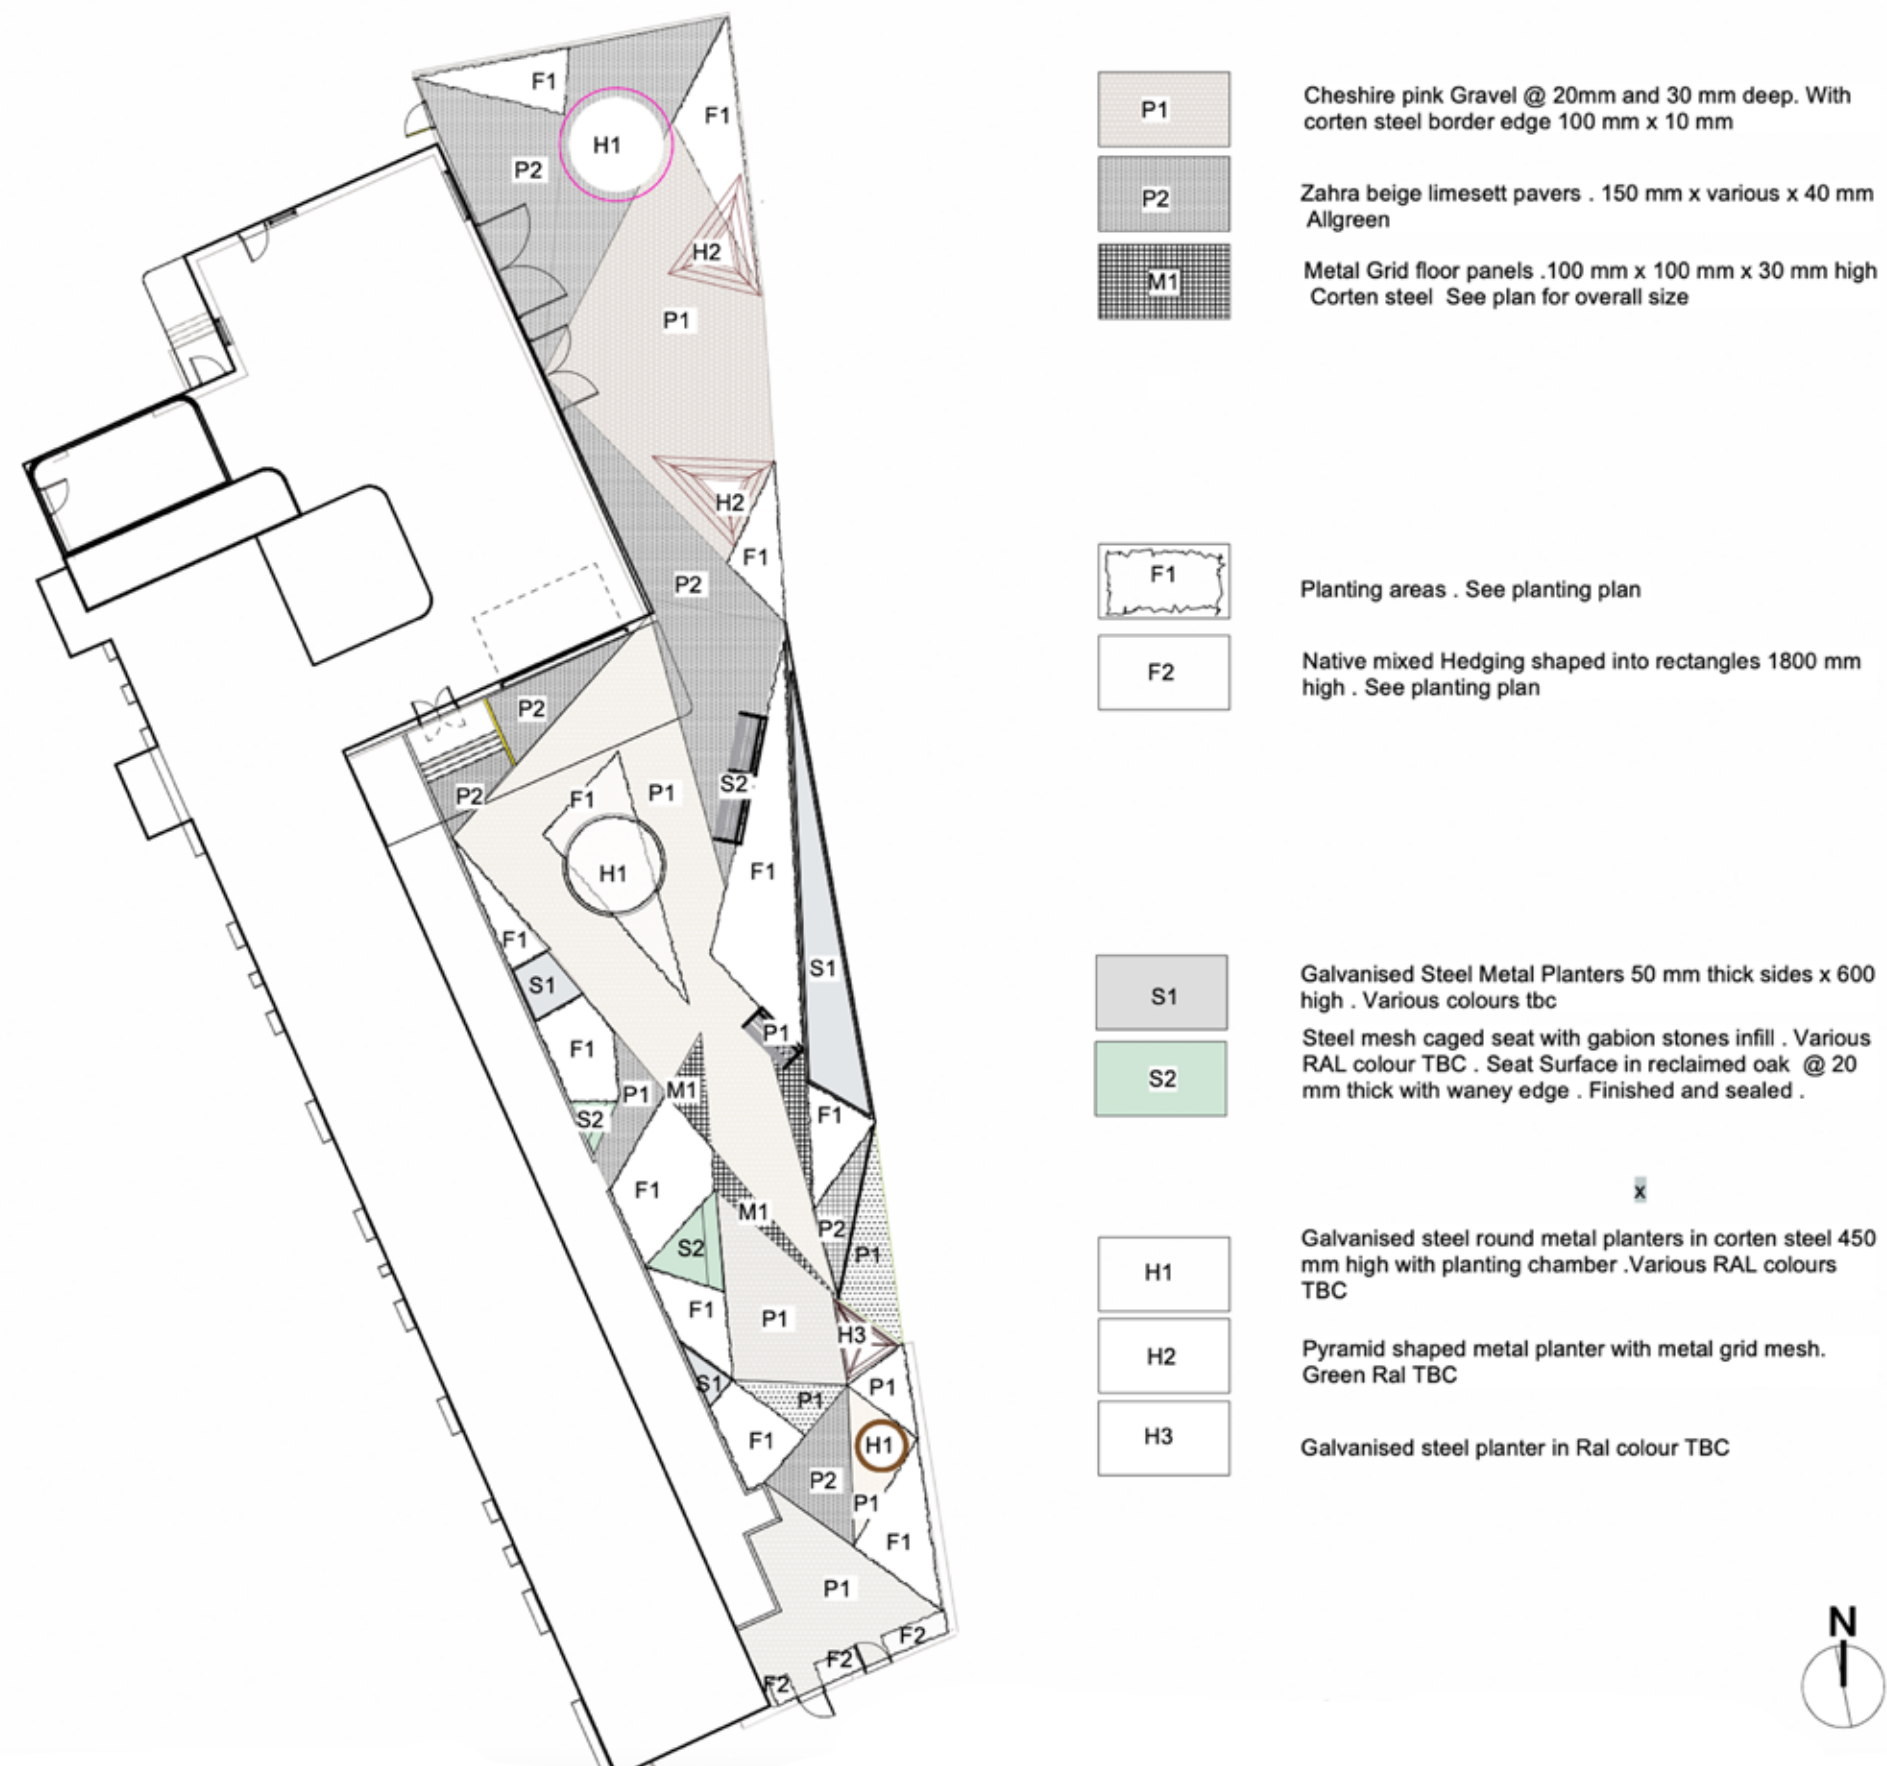 F1
F1
H1
P2
H2
P1
H2
F1
P2
P2
S2
P2
F1
P1
H1
F1
F1
S1
S1
P1
F1
M1
P1
S2
F1
F1
M1
P2
S2
P1
F1
P1
H3
S1
P1
P1
F1
H1
P2
P1
F1
P1
F2
F2
F2
P1
Cheshire pink Gravel @ 20mm and 30 mm deep. With
corten steel border edge 100 mm x 10 mm
P2
Zahra beige limesett pavers . 150 mm x various x 40 mm
Allgreen
M1
Metal Grid floor panels .100 mm x 100 mm x 30 mm high
Corten steel See plan for overall size
F1
Planting areas . See planting plan
F2
Native mixed Hedging shaped into rectangles 1800 mm
high . See planting plan
S1
Galvanised Steel Metal Planters 50 mm thick sides x 600
high . Various colours tbc
S2
Steel mesh caged seat with gabion stones infill . Various
RAL colour TBC . Seat Surface in reclaimed oak @ 20
mm thick with waney edge . Finished and sealed .
x
H1
Galvanised steel round metal planters in corten steel 450
mm high with planting chamber .Various RAL colours
TBC
H2
Pyramid shaped metal planter with metal grid mesh.
Green Ral TBC
H3
Galvanised steel planter in Ral colour TBC
N